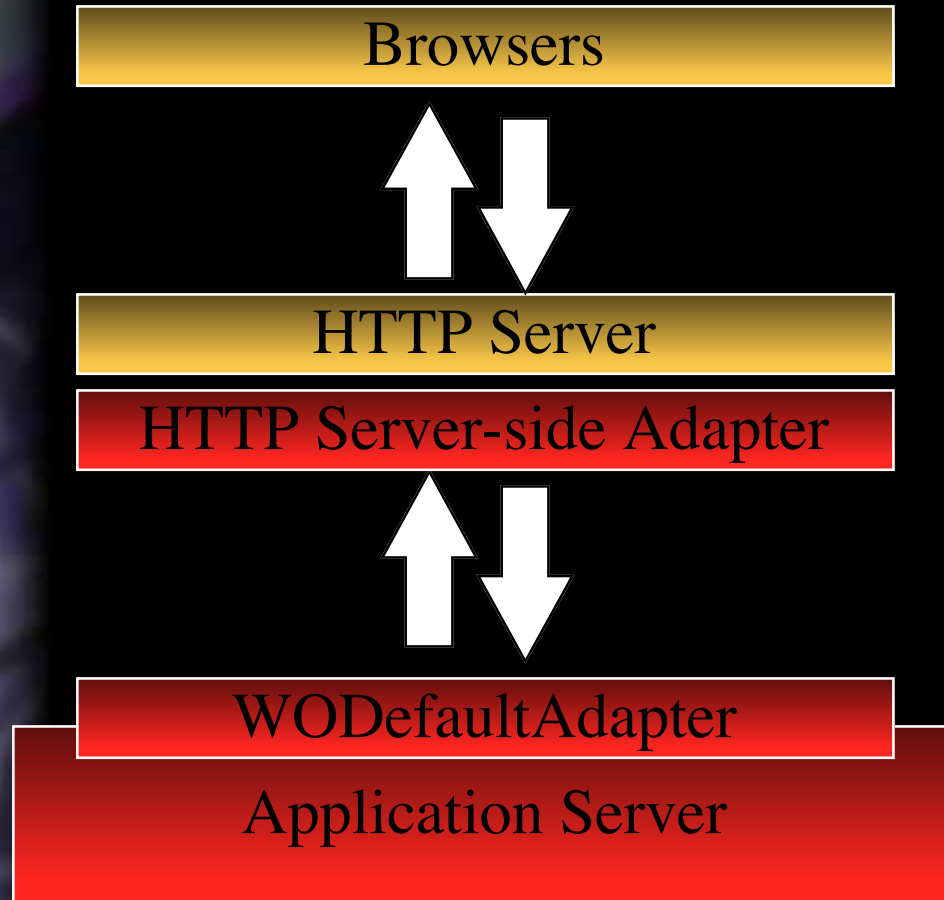 Browsers
HTTP Server
HTTP Server-side Adapter
WODefaultAdapter
Application Server